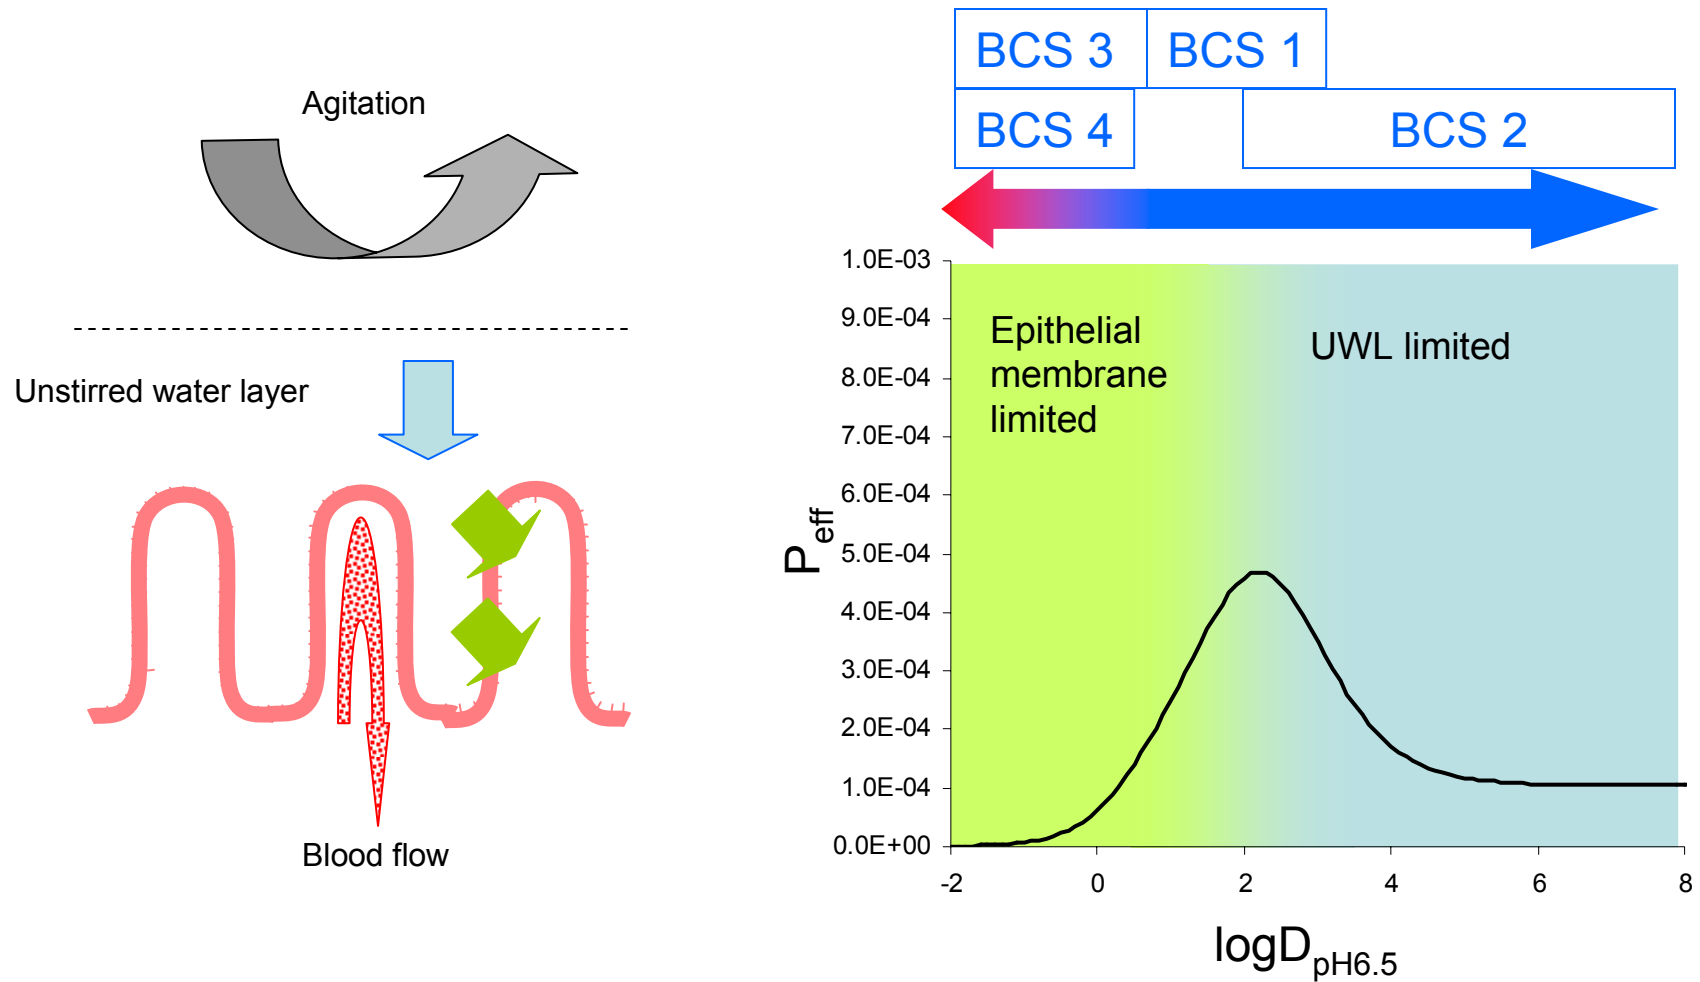 Agitation
Unstirred water layer
Blood flow
BCS 3
BCS 1
BCS 4
BCS 2
1.0E-03
9.0E-04
8.0E-04
7.0E-04
6.0E-04
5.0E-04
4.0E-04
3.0E-04
2.0E-04
1.0E-04
0.0E+00
Peff
Epithelial
membrane
limited
UWL limited
-2 0 2 4 6 8
logDpH6.5